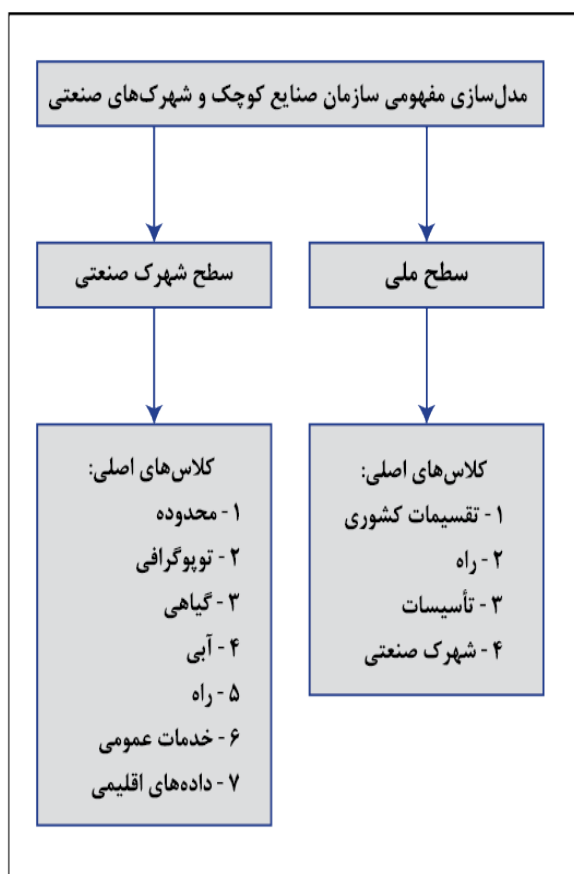 مدل‌سازی مفهومی سازمان صنایع کوچک و شهرک‌های صنعتی
سطح ملی
کلاس‌های اصلی:
۱ - تقسیمات کشوری
۲ - راه
۳ - تأسیسات
۴ - شهرک صنعتی
سطح شهرک صنعتی
کلاس‌های اصلی:
۱ - محدوده
۲ - توپوگرافی
۳ - گیاهی
۴ - آبی
۵ - راه
۶ - خدمات عمومی
۷ - داده‌های اقلیمی